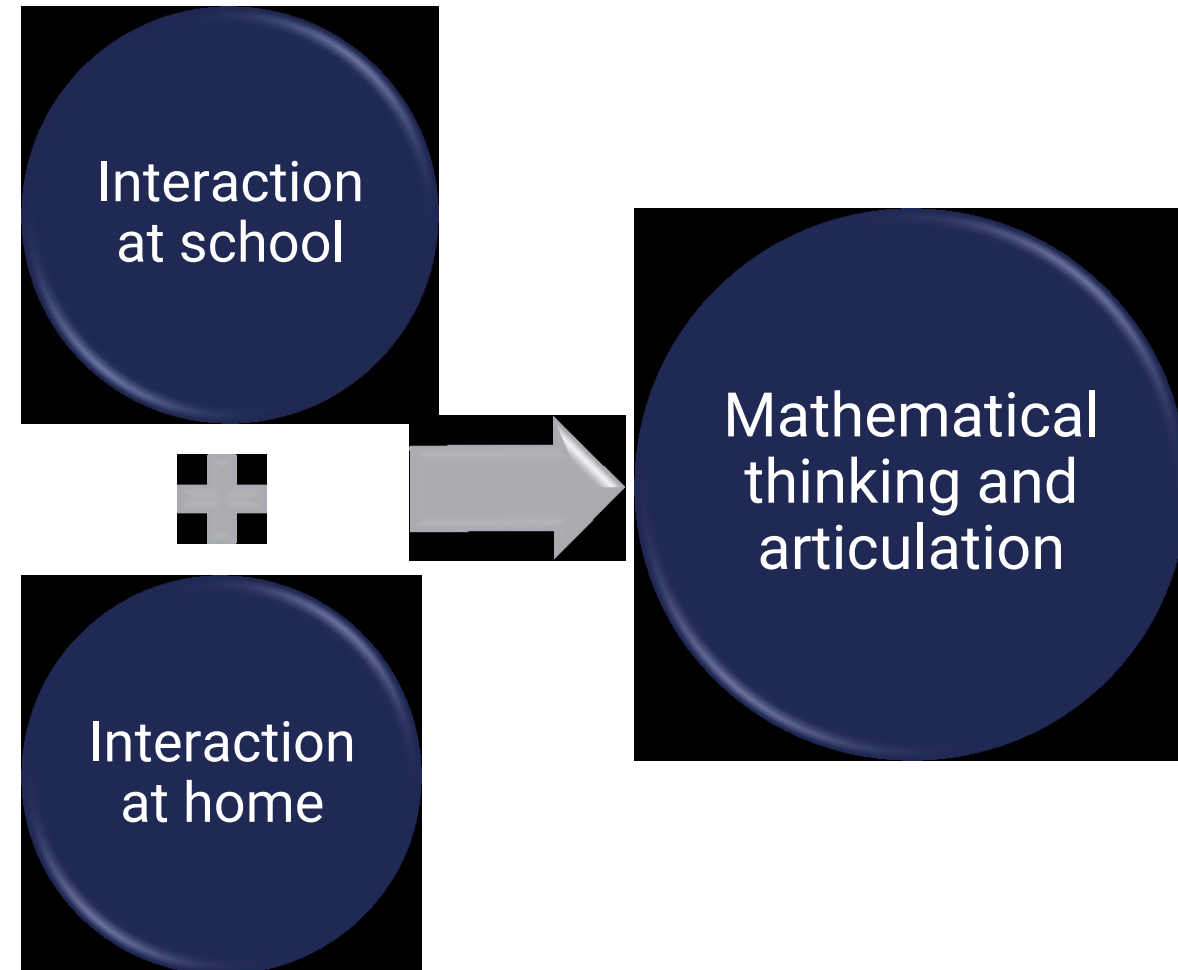 Interaction
at school
Mathematical
thinking and
articulation
Interaction
at home